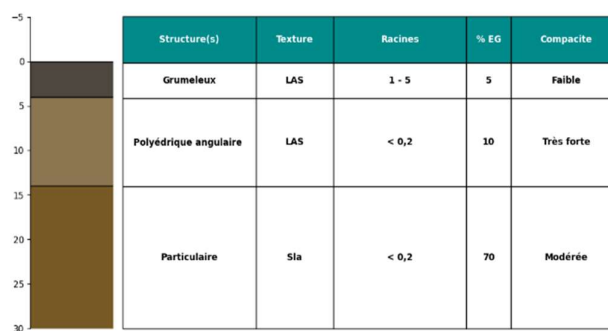 −5
Structure(s) Texture Racines % EG Compacite
0
Grumeleux LAS 1 - 5 5 Faible
5
10
Polyédrique angulaire LAS < 0,2 10 Très forte
15
20
Particulaire Sla < 0,2 70 Modérée
25
30